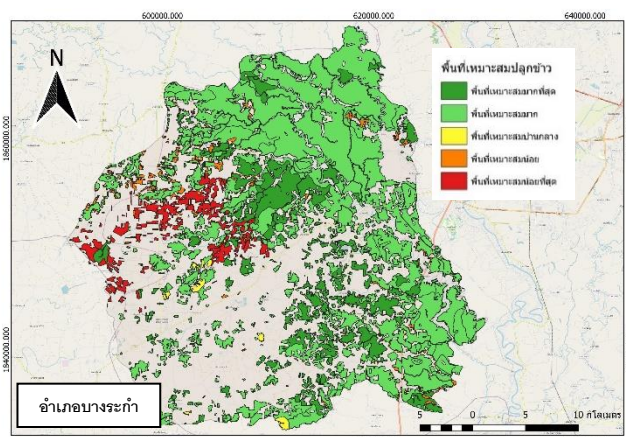 600000.000 620000.000 640000.000
N
1860000.000
1840000.000
พื้นที่เหมาะสมปลูกข้าว
พื้นที่เหมาะสมมากที่สุด
พื้นที่เหมาะสมมาก
พื้นที่เหมาะสมปานกลาง
พื้นที่เหมาะสมน้อย
พื้นที่เหมาะสมน้อยที่สุด
อำเภอบางระกำ
5 0 5 10 กิโลเมตร